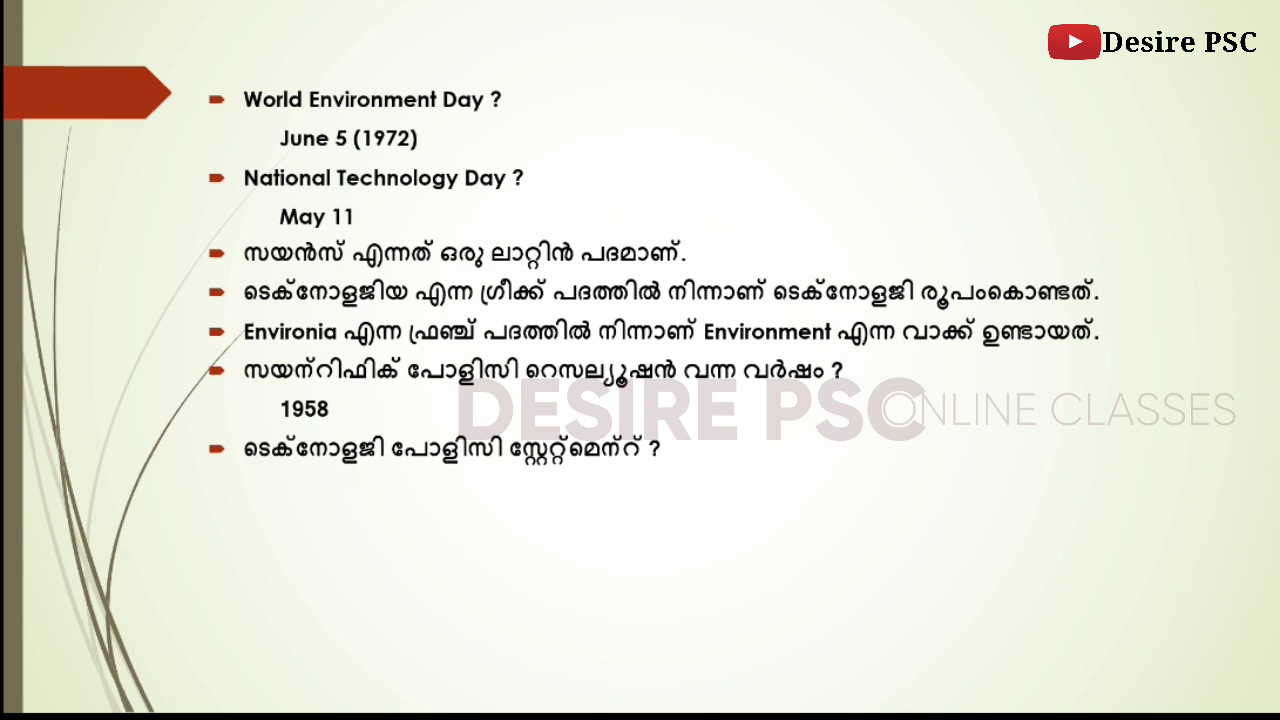 Desire PSC
World Environment Day ?
June 5 (1972)
National Technology Day ?
May 11
സയൻസ് എന്നത് ഒരു ലാറ്റിൻ പദമാണ്.
ടെക്നോളജിയ എന്ന ഗ്രീക്ക് പദത്തിൽ നിന്നാണ് ടെക്നോളജി രൂപംകൊണ്ടത്.
Environia എന്ന ഫ്രഞ്ച് പദത്തിൽ നിന്നാണ് Environment എന്ന വാക്ക് ഉണ്ടായത്.
സയന്റിഫിക് പോളിസി റെസല്യൂഷൻ വന്ന വർഷം ?
1958
DESIRE PSC ONLINE CLASSES
ടെക്നോളജി പോളിസി സ്റ്റേറ്റ്മെന്റ് ?